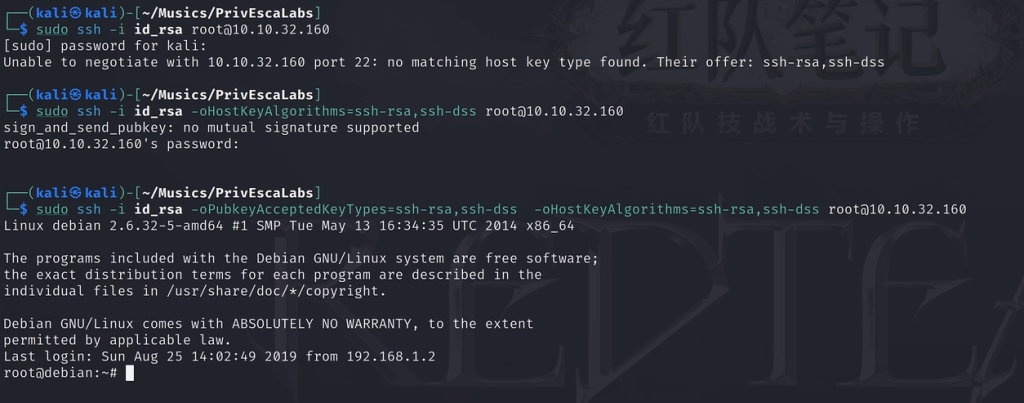 ┌──(kali㉿kali)-[~/Musics/PrivEscaLabs]
└─$ sudo ssh -i id_rsa root@10.10.32.160
[sudo] password for kali:
Unable to negotiate with 10.10.32.160 port 22: no matching host key type found. Their offer: ssh-rsa,ssh-dss
┌──(kali㉿kali)-[~/Musics/PrivEscaLabs]
└─$ sudo ssh -i id_rsa -oHostKeyAlgorithms=ssh-rsa,ssh-dss root@10.10.32.160
sign_and_send_pubkey: no mutual signature supported
root@10.10.32.160's password:
┌──(kali㉿kali)-[~/Musics/PrivEscaLabs]
└─$ sudo ssh -i id_rsa -oPubkeyAcceptedKeyTypes=ssh-rsa,ssh-dss  -oHostKeyAlgorithms=ssh-rsa,ssh-dss root@10.10.32.160
Linux debian 2.6.32-5-amd64 #1 SMP Tue May 13 16:34:35 UTC 2014 x86_64
The programs included with the Debian GNU/Linux system are free software;
the exact distribution terms for each program are described in the
individual files in /usr/share/doc/*/copyright.
Debian GNU/Linux comes with ABSOLUTELY NO WARRANTY, to the extent
permitted by applicable law.
Last login: Sun Aug 25 14:02:49 2019 from 192.168.1.2
root@debian:~#
红队笔记
红队技战术与操作